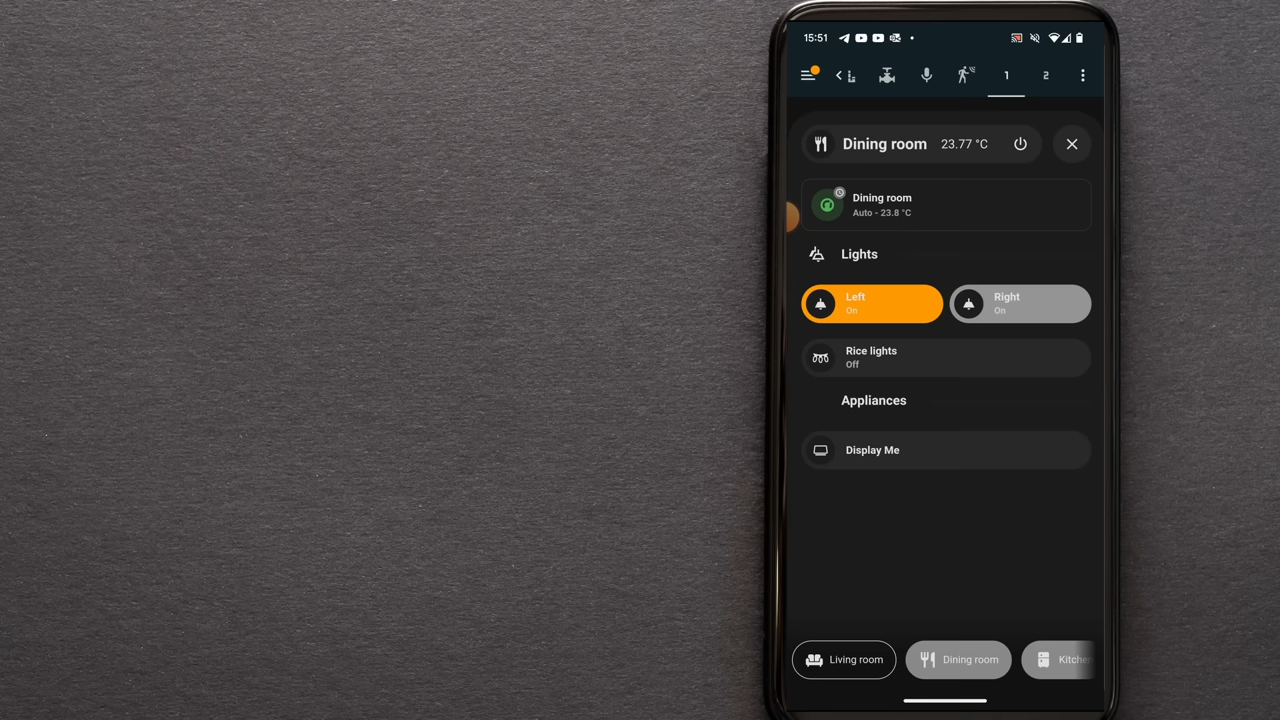 15:51
1
2
Dining room 23.77 °C
Dining room
Auto - 23.8 °C
Lights
Left
On
Right
On
Rice lights
Off
Appliances
Display Me
Living room
Dining room
Kitchen